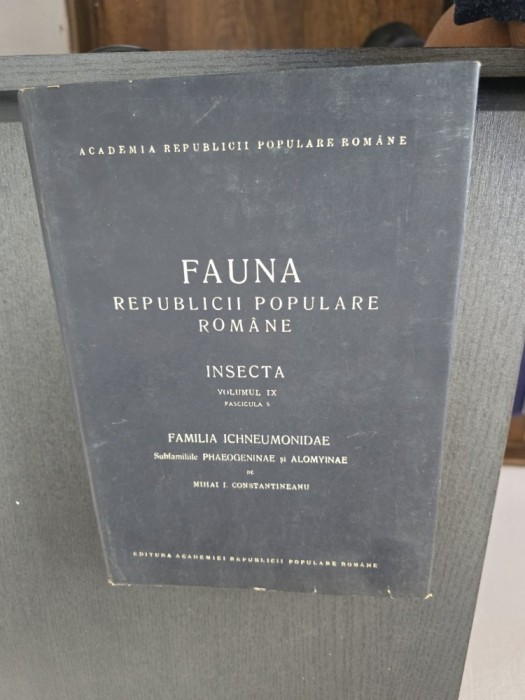 ACADEMIA REPUBLICII POPULARE ROMÂNE
FAUNA
REPUBLICII POPULARE
ROMÂNE
INSECTA
VOLUMUL IX
FASCICULA 5
FAMILIA ICHNEUMONIDAE
Subfamiliile PHAEOGENINAE și ALOMYINAE
DE
MIHAI I. CONSTANTINEANU
EDITURA ACADEMIEI REPUBLICII POPULARE ROMÂNE